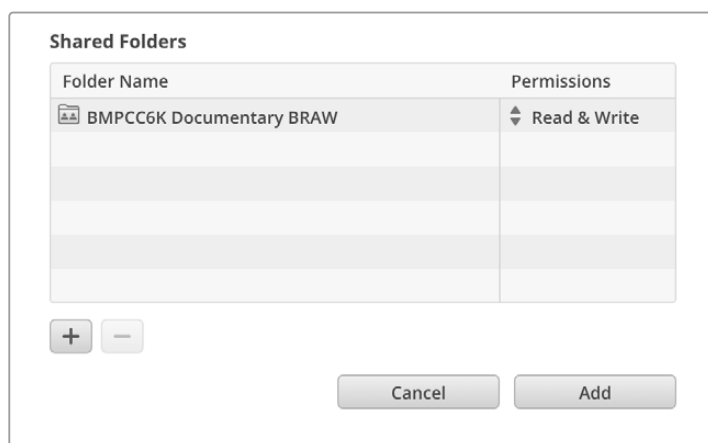 Shared Folders
Folder Name Permissions
BMPCC6K Documentary BRAW Read & Write
Cancel Add